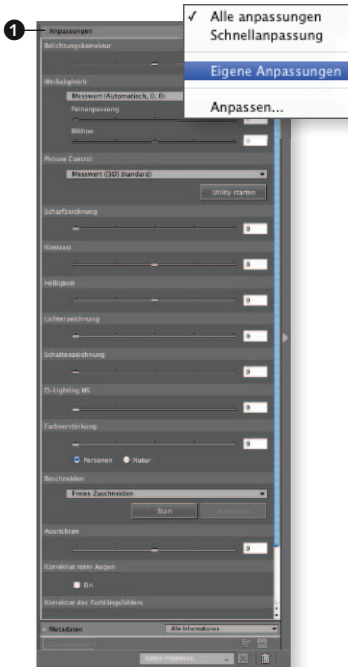 1
Anpassungen
✓ Alle anpassungen
Schnellanpassung
Eigene Anpassungen
Anpassen...
Belichtungskorrektur
Weißabgleich
Messwert (Automatisch, 0, 0)
Feinanpassung
Bildton
Picture Control
Messwert ([SD] Standard)
Utility starten
Scharfzeichnung
0
Kontrast
0
Helligkeit
0
Lichterzeichnung
0
Schattenzeichnung
0
D-Lighting HS
0
Farbverstärkung
0
Personen Natur
Beschneiden
Freies Zuschneiden
Start
Ausrichten
0
Korrektur roter Augen
Ein
Korrektur des Farblängsfehlers
Metadaten Alle Informationen